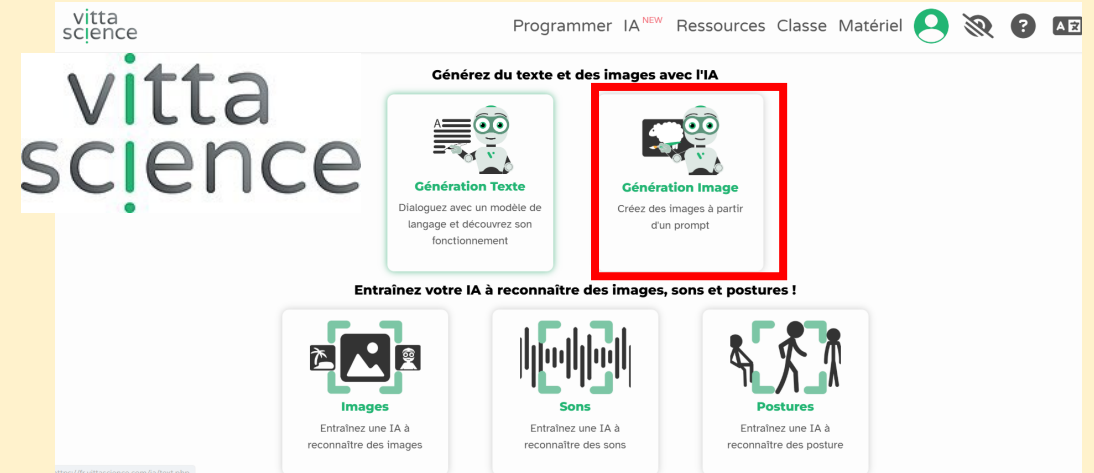 vitta
science
Programmer IA NEW Ressources Classe Matériel
vitta
science
Générez du texte et des images avec l'IA
Génération Texte
Dialoguez avec un modèle de
langage et découvrez son
fonctionnement
Génération Image
Créez des images à partir
d'un prompt
Entraînez votre IA à reconnaître des images, sons et postures !
Images
Entraînez une IA à
reconnaître des images
Sons
Entraînez une IA à
reconnaître des sons
Postures
Entraînez une IA à
reconnaître des posture